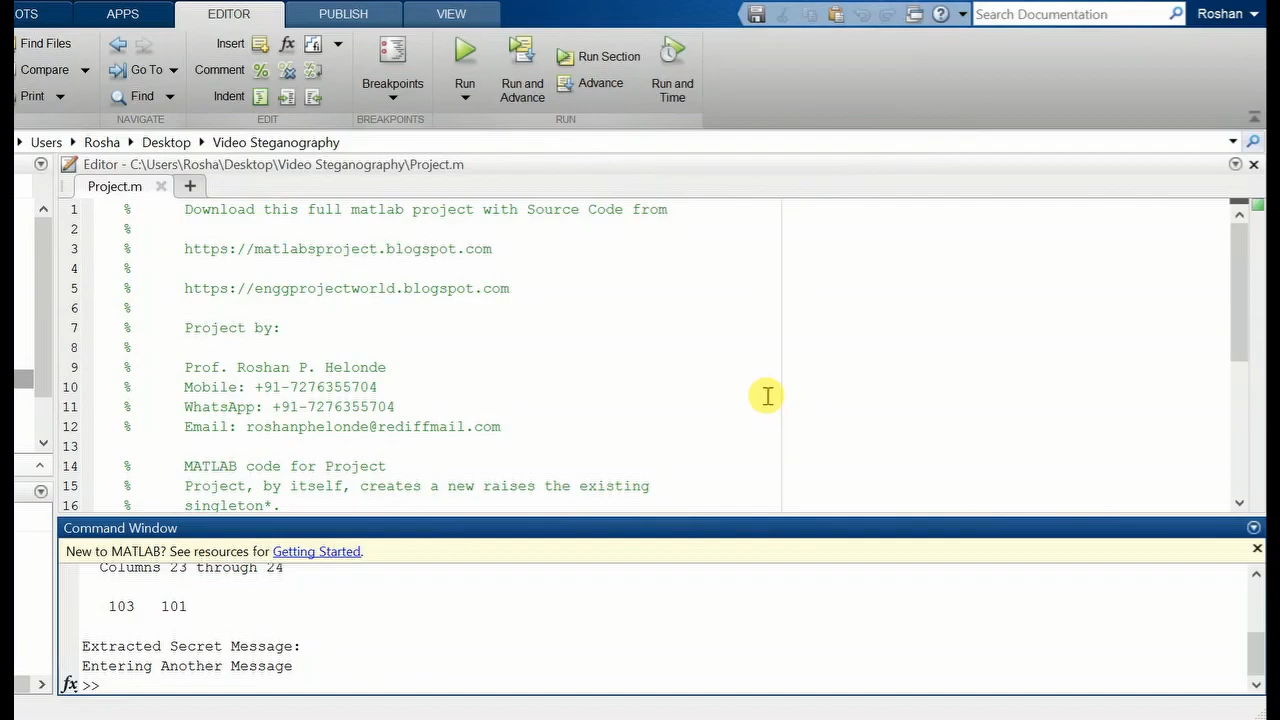 OTS APPS EDITOR PUBLISH VIEW Search Documentation Roshan
Find Files Insert fx
Compare Go To Comment Breakpoints Run Run and Advance Run Section Advance Run and Time
Print Find Indent
NAVIGATE EDIT BREAKPOINTS RUN
Users Rosha Desktop Video Steganography
Editor - C:\Users\Rosha\Desktop\Video Steganography\Project.m
Project.m
1 % Download this full matlab project with Source Code from
2 %
3 % https://matlabsproject.blogspot.com
4 %
5 % https://enggprojectworld.blogspot.com
6 %
7 % Project by:
8 %
9 % Prof. Roshan P. Helonde
10 % Mobile: +91-7276355704
11 % WhatsApp: +91-7276355704
12 % Email: roshanphelonde@rediffmail.com
13
14 % MATLAB code for Project
15 % Project, by itself, creates a new raises the existing
16 % singleton*.
Command Window
New to MATLAB? See resources for Getting Started.
Columns 23 through 24
103 101
Extracted Secret Message:
Entering Another Message
fx >>